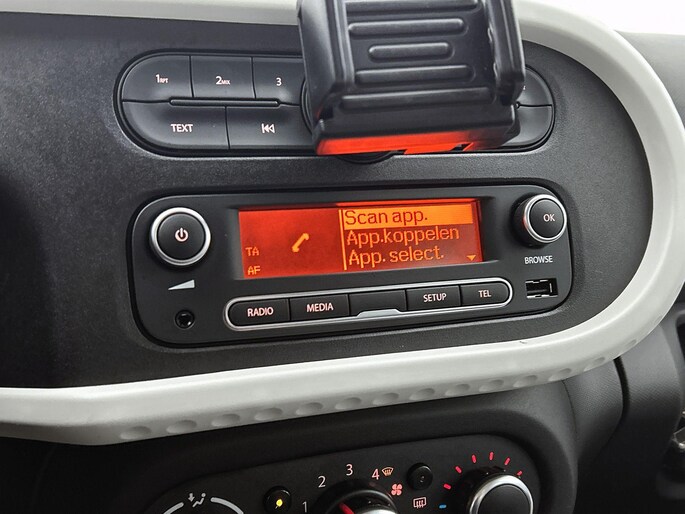 1RPT 2MIX 3
TEXT
Scan app.
App.koppelen
App. select.
TA
AF
OK
BROWSE
RADIO MEDIA SETUP TEL
1 2 3 4